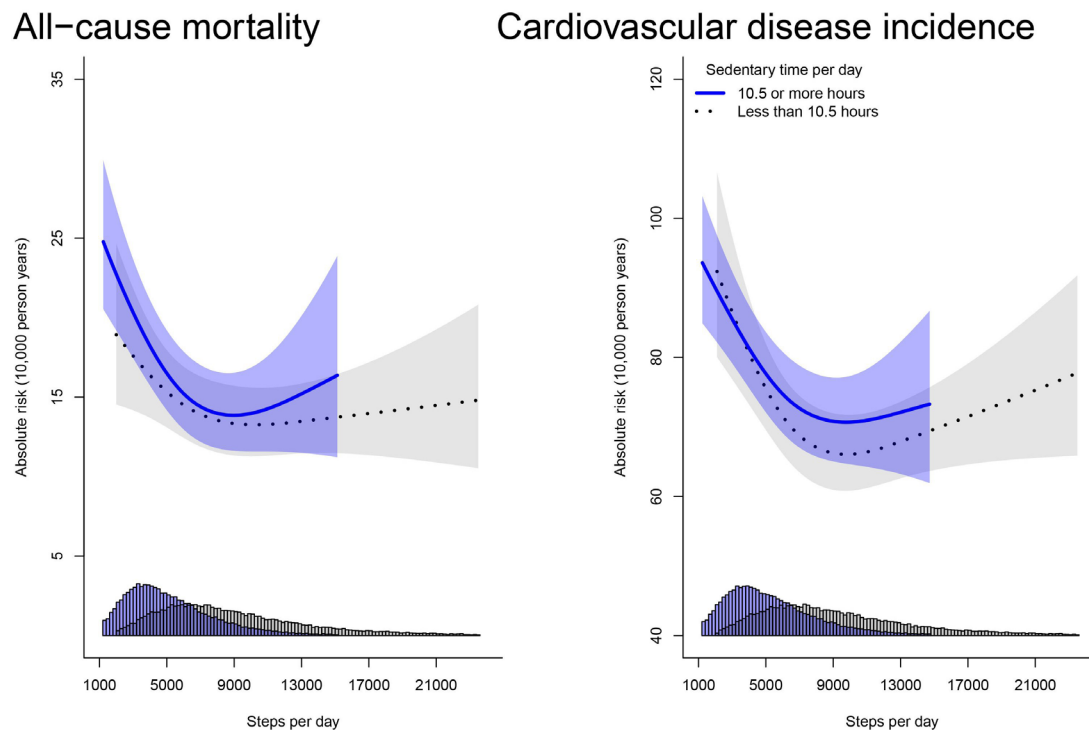 All−cause mortality
35
25
15
5
Absolute risk (10,000 person years)
1000 5000 9000 13000 17000 21000
Steps per day
Cardiovascular disease incidence
Sedentary time per day
10.5 or more hours
Less than 10.5 hours
120
100
80
60
40
Absolute risk (10,000 person years)
1000 5000 9000 13000 17000 21000
Steps per day